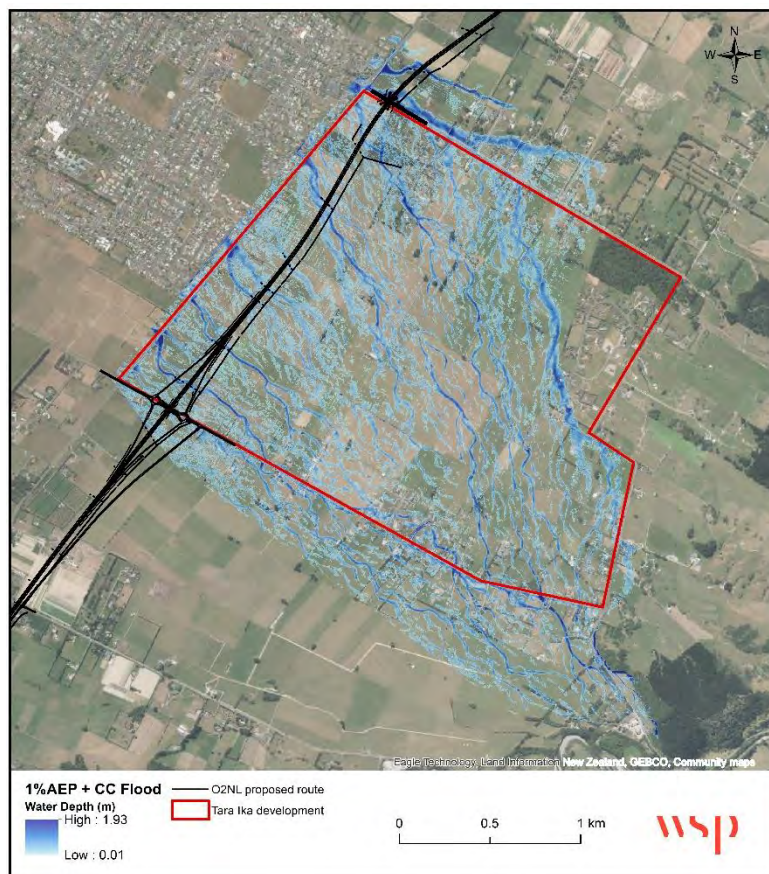 N
W E
S
Eagle Technology, Land Information New Zealand, GEBCO, Community maps
1%AEP + CC Flood
Water Depth (m)
High : 1.93
Low : 0.01
O2NL proposed route
Tara Ika development
0 0.5 1 km
wsp